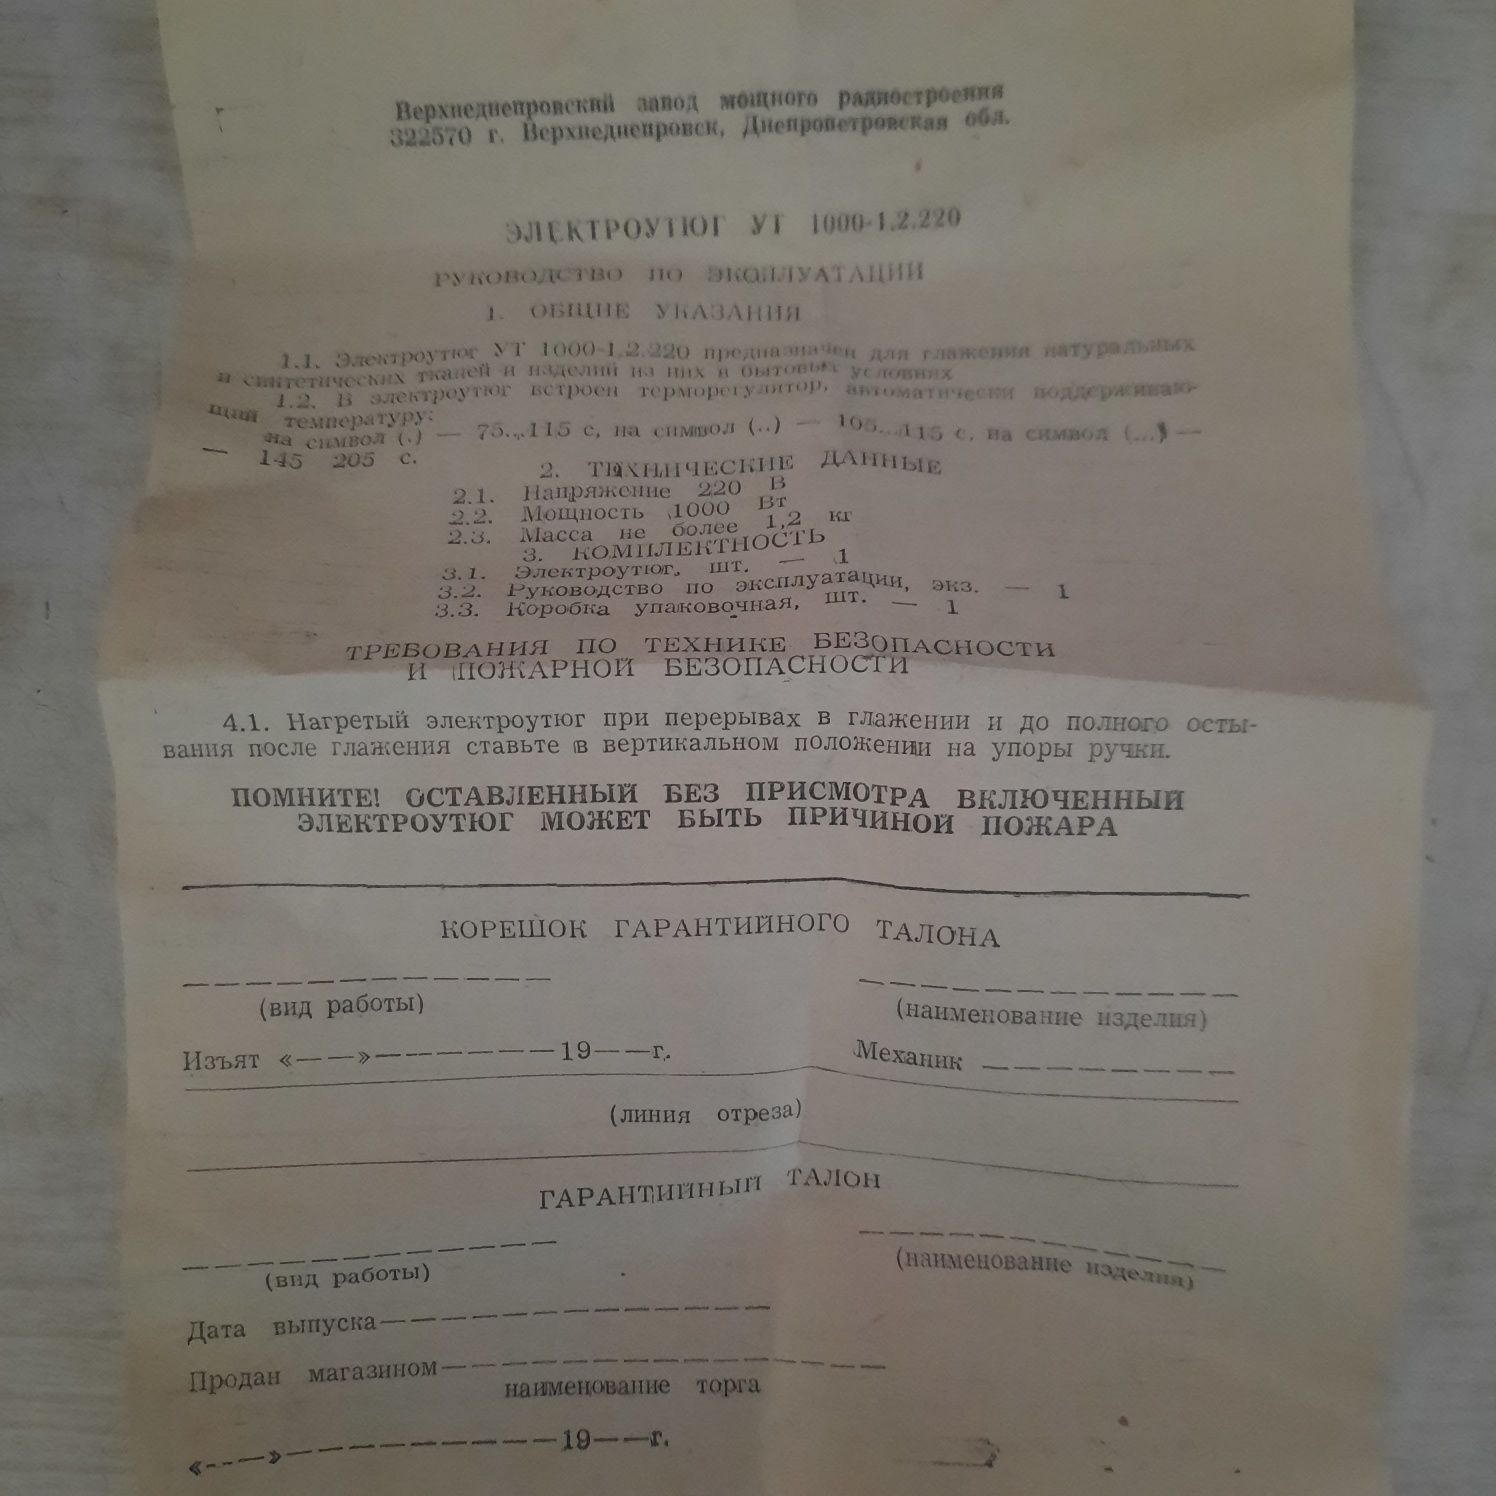 Верхнеднепровский завод мощного радиостроения
322570 г. Верхнеднепровск, Днепропетровская обл.
ЭЛЕКТРОУТЮГ УТ 1000-1,2.220
РУКОВОДСТВО ПО ЭКСПЛУАТАЦИИ
1. ОБЩИЕ УКАЗАНИЯ
1.1. Электроутюг УТ 1000-1,2.220 предназначен для глажения натуральных
и синтетических тканей и изделий из них в бытовых условиях
1.2. В электроутюг встроен терморегулятор, автоматически поддерживаю-
щий температуру:
на символ (.) — 75...115 с, на символ (..) — 105...115 с, на символ (...) —
— 145 205 с.
2. ТЕХНИЧЕСКИЕ ДАННЫЕ
2.1. Напряжение 220 В
2.2. Мощность 1000 Вт
2.3. Масса не более 1,2 кг
3. КОМПЛЕКТНОСТЬ
3.1. Электроутюг, шт. — 1
3.2. Руководство по эксплуатации, экз. — 1
3.3. Коробка упаковочная, шт. — 1
ТРЕБОВАНИЯ ПО ТЕХНИКЕ БЕЗОПАСНОСТИ
И ПОЖАРНОЙ БЕЗОПАСНОСТИ
4.1. Нагретый электроутюг при перерывах в глажении и до полного осты-
вания после глажения ставьте в вертикальном положении на упоры ручки.
ПОМНИТЕ! ОСТАВЛЕННЫЙ БЕЗ ПРИСМОТРА ВКЛЮЧЕННЫЙ
ЭЛЕКТРОУТЮГ МОЖЕТ БЫТЬ ПРИЧИНОЙ ПОЖАРА
КОРЕШОК ГАРАНТИЙНОГО ТАЛОНА
(вид работы) (наименование изделия)
Изъят «——»————————19——г. Механик ——————————
(линия отреза)
ГАРАНТИЙНЫЙ ТАЛОН
(вид работы) (наименование изделия)
Дата выпуска——————————————
Продан магазином————————————————
наименование торга
«---—»————————————19——г.